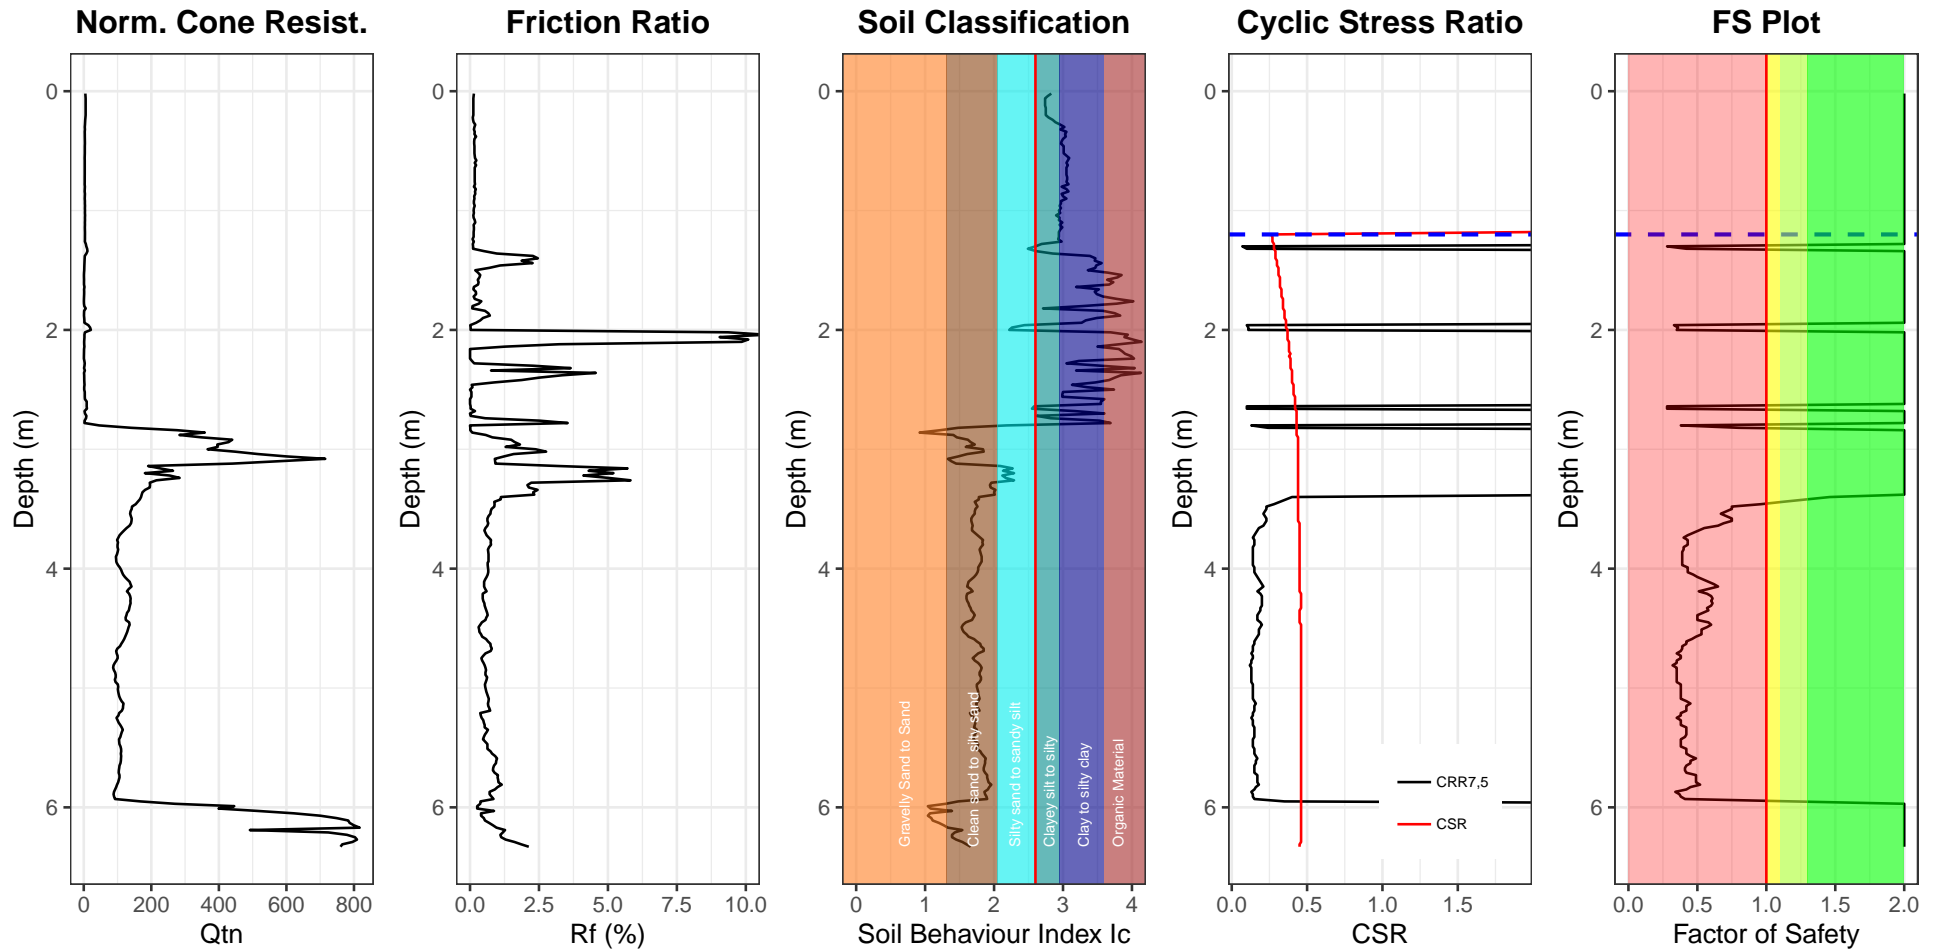 Norm. Cone Resist.
Friction Ratio
Soil Classification
Cyclic Stress Ratio
FS Plot
Depth (m)
0
2
4
6
0
200
400
600
800
Qtn
Depth (m)
0
2
4
6
0.0
2.5
5.0
7.5
10.0
Rf (%)
Depth (m)
0
2
4
6
Gravelly Sand to Sand
Clean sand to silty sand
Silty sand to sandy silt
Clayey silt to silty
Clay to silty clay
Organic Material
0
1
2
3
4
Soil Behaviour Index Ic
Depth (m)
0
2
4
6
CRR7,5
CSR
0.0
0.5
1.0
1.5
CSR
Depth (m)
0
2
4
6
0.0
0.5
1.0
1.5
2.0
Factor of Safety